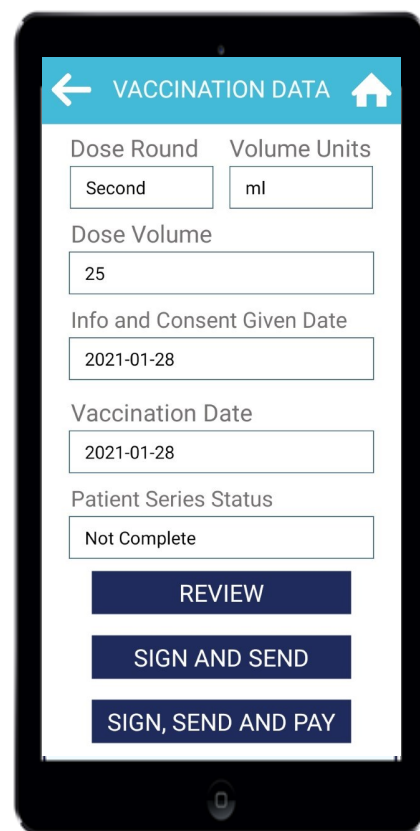 VACCINATION DATA
Dose Round Volume Units
Second ml
Dose Volume
25
Info and Consent Given Date
2021-01-28
Vaccination Date
2021-01-28
Patient Series Status
Not Complete
REVIEW
SIGN AND SEND
SIGN, SEND AND PAY